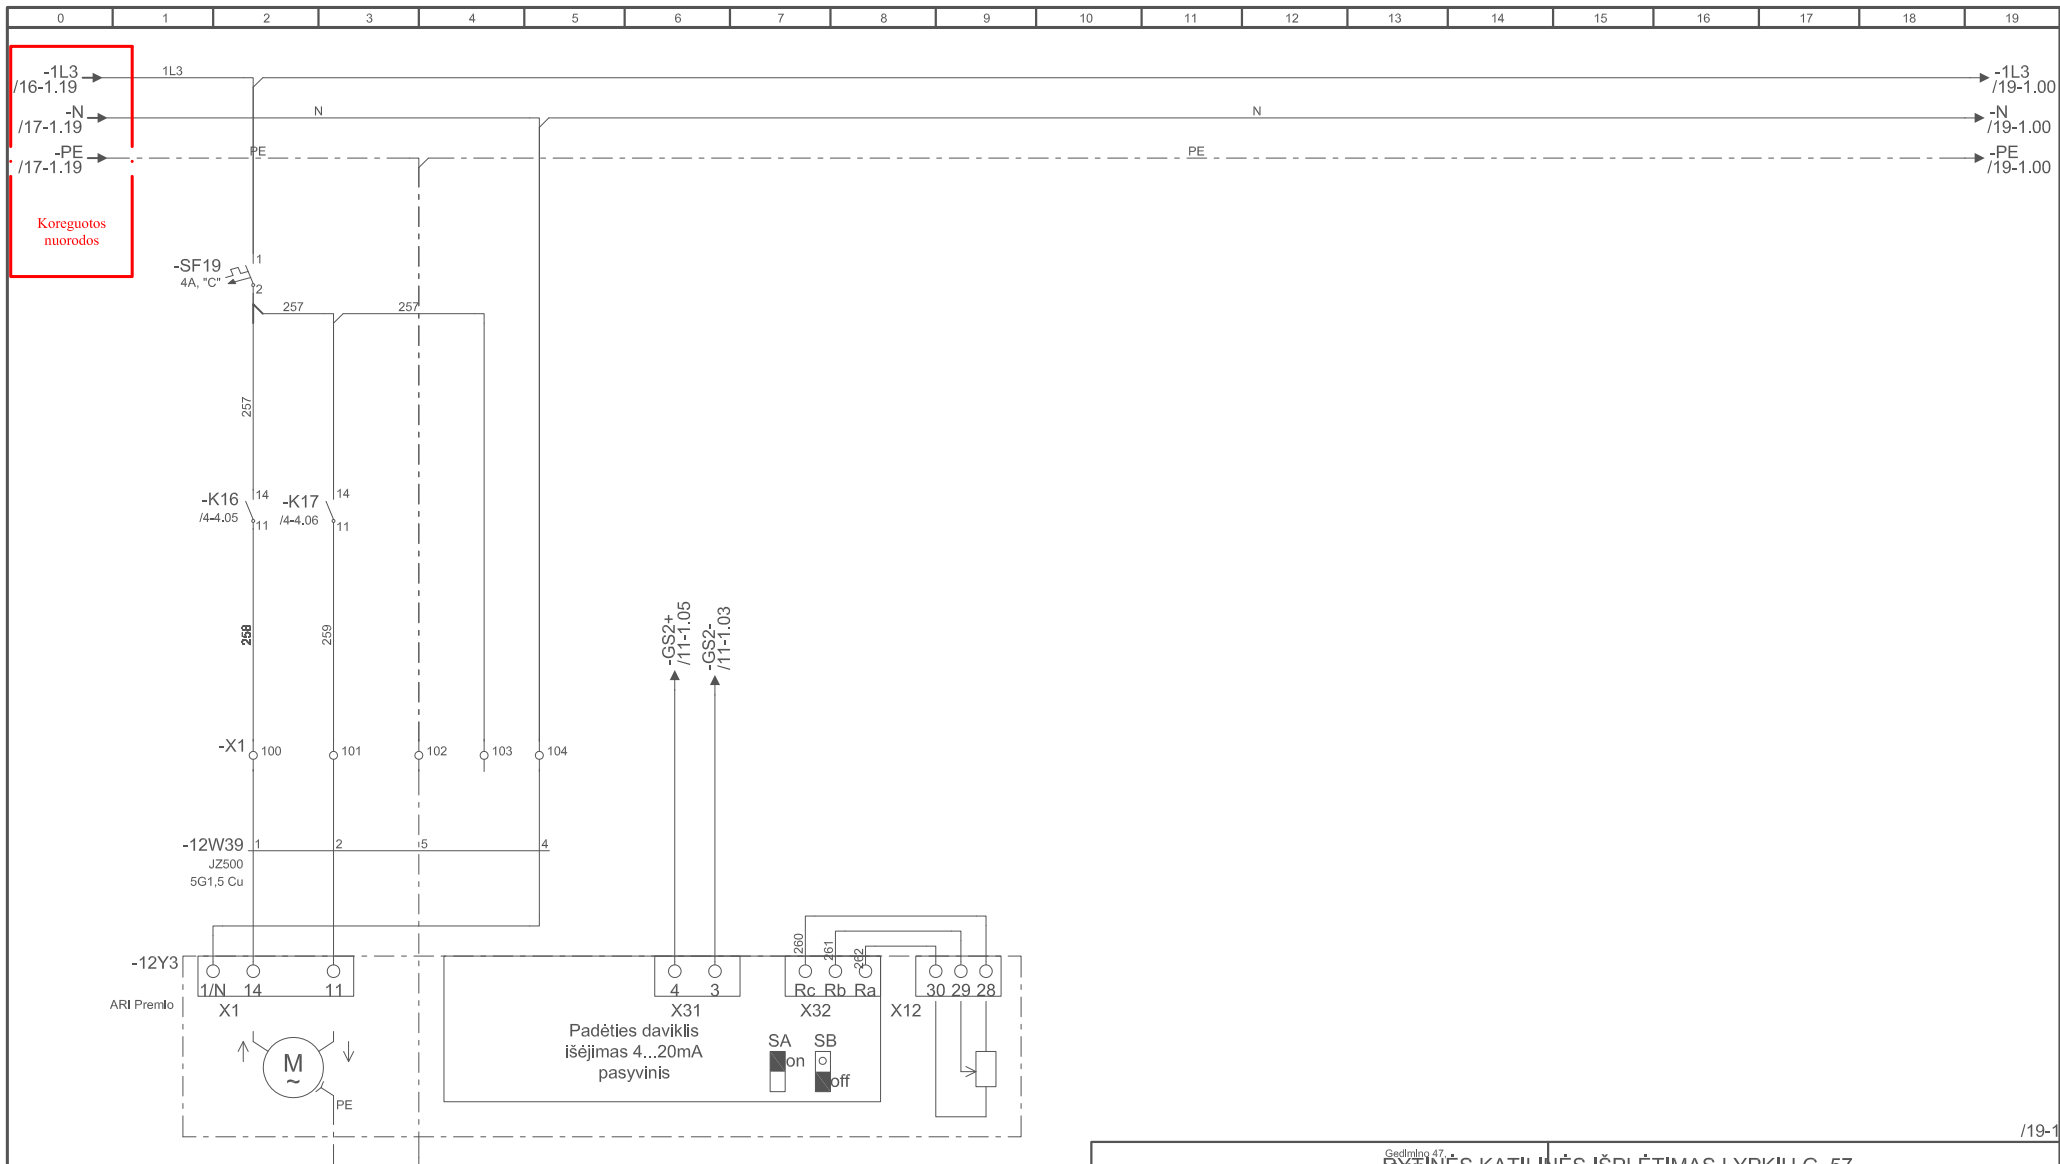 0 1 2 3 4 5 6 7 8 9 10 11 12 13 14 15 16 17 18 19
-1L3
/16-1.19
1L3
-1L3
/19-1.00
-N
/17-1.19
N
N
-N
/19-1.00
-PE
/17-1.19
PE
PE
-PE
/19-1.00
Koreguotos
nuorodos
-SF19
4A, "C"
1
2
257
257
257
-K16
/4-4.05
14
11
-K17
/4-4.06
14
11
259
-GS2+
/11-1.05
-GS2-
/11-1.03
-X1
100 101 102 103 104
-12W39
1 2 5 4
JZ500
5G1,5 Cu
260
261
262
-12Y3
1/N 14 11
X1
4 3
X31
Rc Rb Ra
X32
30 29 28
X12
ARI Premio
Padėties daviklis
išėjimas 4...20mA
pasyvinis
SA
on
SB
off
M
~
PE
/19-1
Gedimino 47,